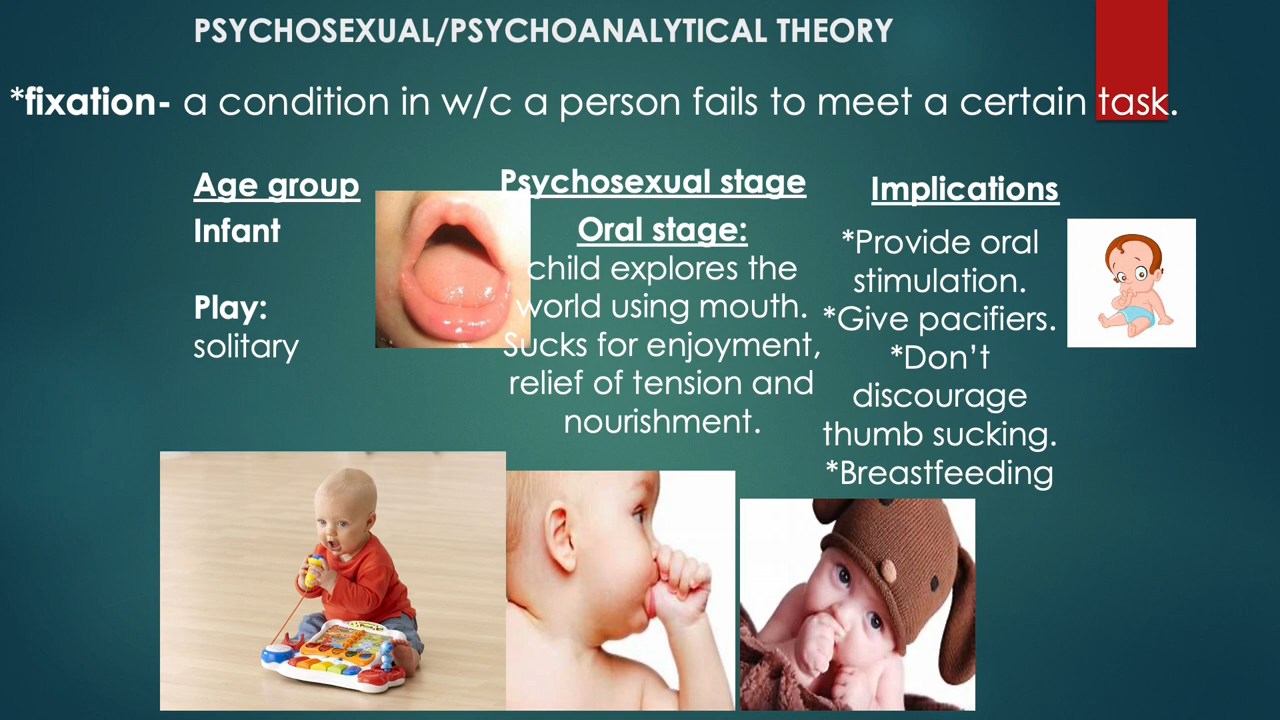 PSYCHOSEXUAL/PSYCHOANALYTICAL THEORY
*fixation- a condition in w/c a person fails to meet a certain task.
Age group
Infant
Play:
solitary
Psychosexual stage
Oral stage:
child explores the
world using mouth.
Sucks for enjoyment,
relief of tension and
nourishment.
Implications
*Provide oral
stimulation.
*Give pacifiers.
*Don’t
discourage
thumb sucking.
*Breastfeeding